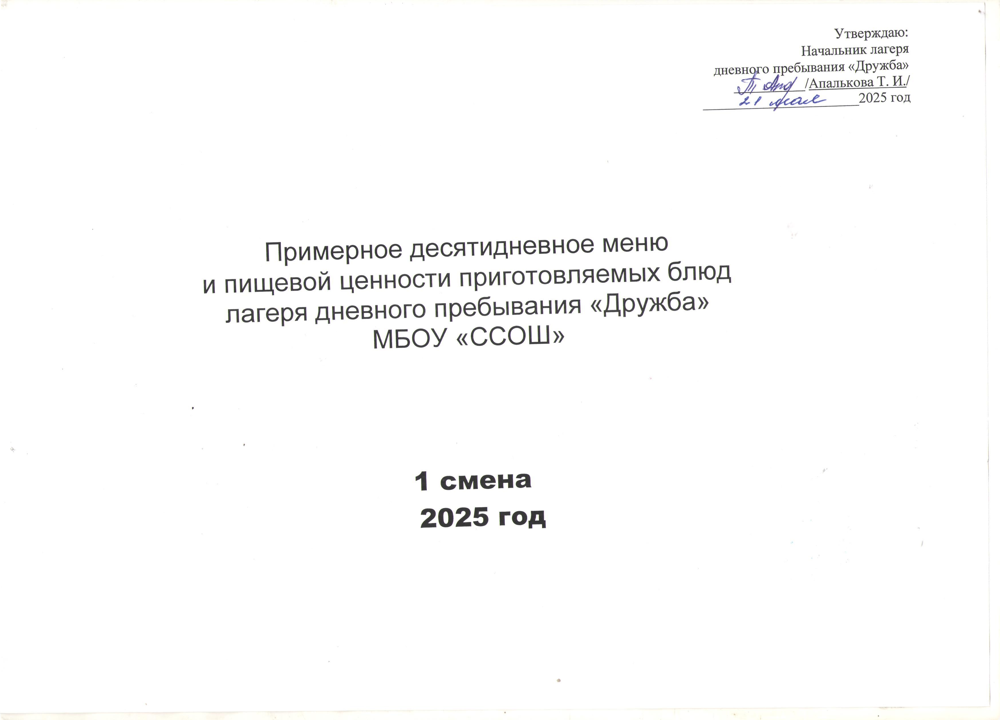 Утверждаю:
Начальник лагеря
дневного пребывания «Дружба»
/Апалькова Т. И./
21 мая 2025 год
Примерное десятидневное меню
и пищевой ценности приготовляемых блюд
лагеря дневного пребывания «Дружба»
МБОУ «ССОШ»
1 смена
2025 год